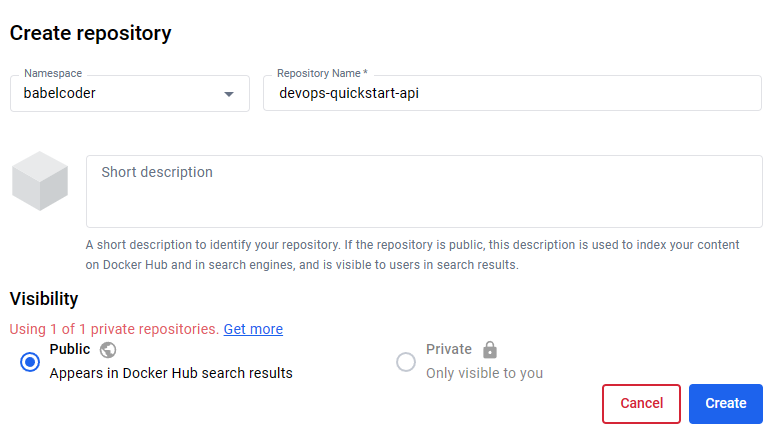 Create repository
Namespace
Repository Name *
babelcoder
devops-quickstart-api
Short description
A short description to identify your repository. If the repository is public, this description is used to index your content
on Docker Hub and in search engines, and is visible to users in search results.
Visibility
Using 1 of 1 private repositories. Get more
Public
Appears in Docker Hub search results
Private
Only visible to you
Cancel
Create